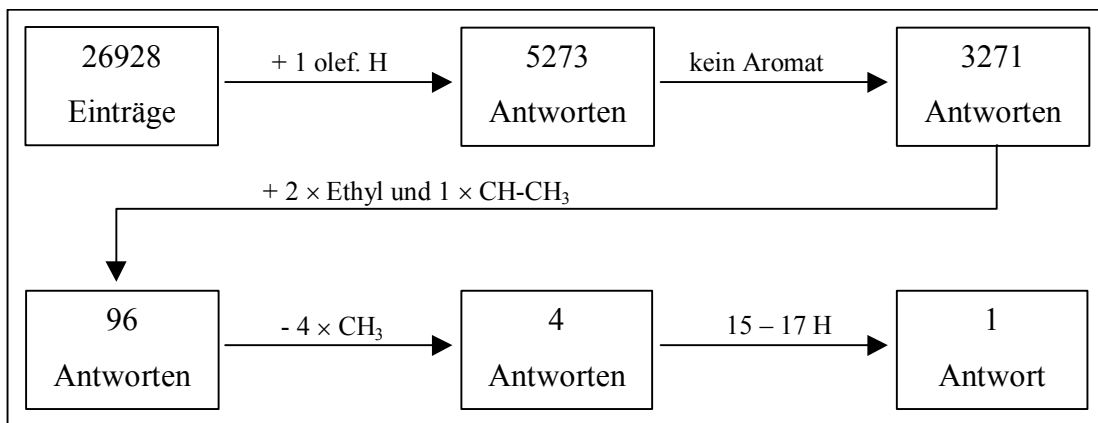 26928
Einträge
+ 1 olef. H
5273
Antworten
kein Aromat
3271
Antworten
+ 2 × Ethyl und 1 × CH-CH₃
96
Antworten
- 4 × CH₃
4
Antworten
15 – 17 H
1
Antwort